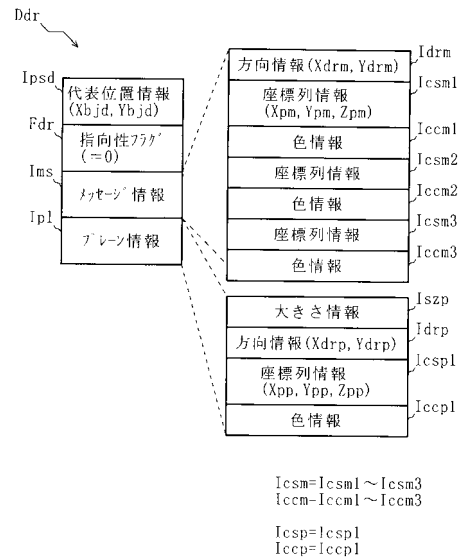 Ddr
Ipsd
代表位置情報
(Xbjd, Ybjd)
Fdr
指向性フラグ
(=0)
Ims
メッセージ情報
Ipl
プレーン情報
Idrm
方向情報(Xdrm, Ydrm)
Icsm1
座標列情報
(Xpm, Ypm, Zpm)
Iccm1
色情報
Icsm2
座標列情報
Iccm2
色情報
Icsm3
座標列情報
Iccm3
色情報
Iszp
大きさ情報
Idrp
方向情報(Xdrp, Ydrp)
Icsp1
座標列情報
(Xpp, Ypp, Zpp)
Iccp1
色情報
Icsm=Icsm1～Icsm3
Iccm=Iccm1～Iccm3
Icsp=Icsp1
Iccp=Iccp1